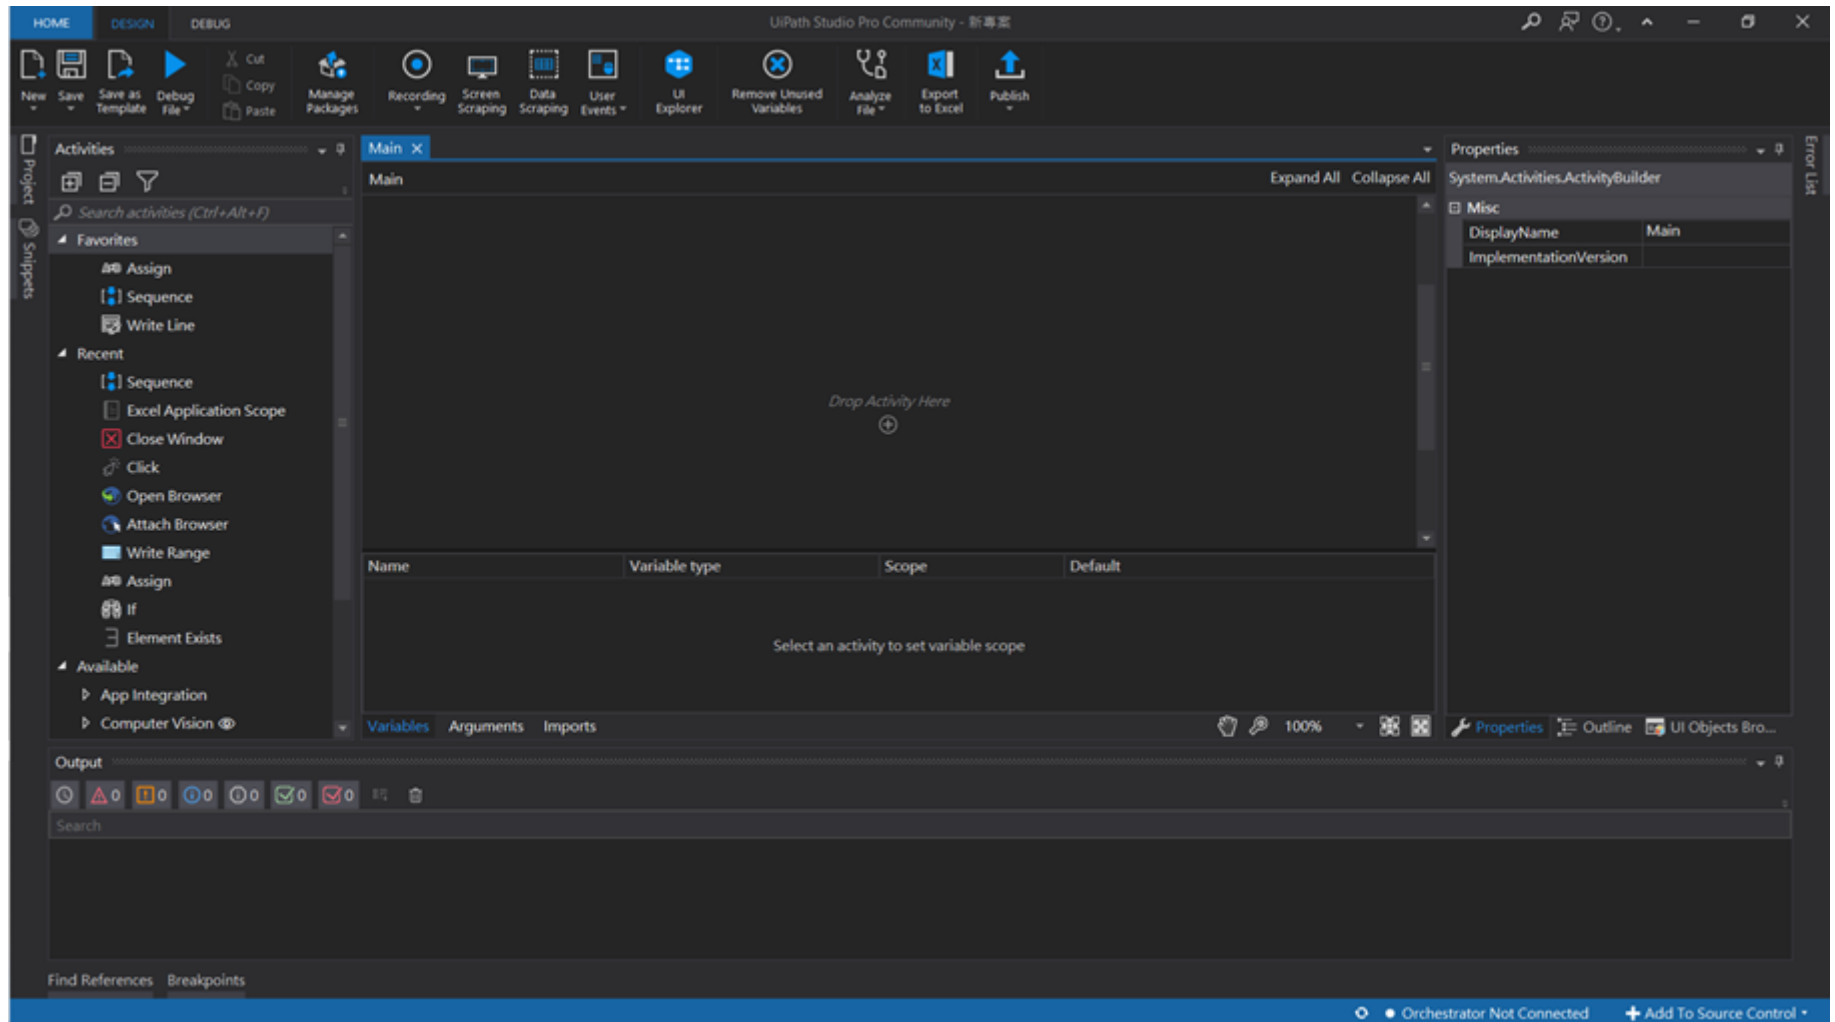 HOME DESIGN DEBUG UiPath Studio Pro Community - 新專案
New Save Save as Template Debug File Cut Copy Paste Manage Packages Recording Screen Scraping Data Scraping User Events UI Explorer Remove Unused Variables Analyze File Export to Excel Publish
Project
Snippets
Activities
Search activities (Ctrl+Alt+F)
Favorites
Assign
Sequence
Write Line
Recent
Sequence
Excel Application Scope
Close Window
Click
Open Browser
Attach Browser
Write Range
Assign
If
Element Exists
Available
App Integration
Computer Vision
Main
Main Expand All Collapse All
Drop Activity Here
Name Variable type Scope Default
Select an activity to set variable scope
Variables Arguments Imports 100%
Properties
System.Activities.ActivityBuilder
Misc
DisplayName Main
ImplementationVersion
Properties Outline UI Objects Bro...
Error List
Output
0 0 0 0 0 0
Search
Find References Breakpoints
Orchestrator Not Connected Add To Source Control